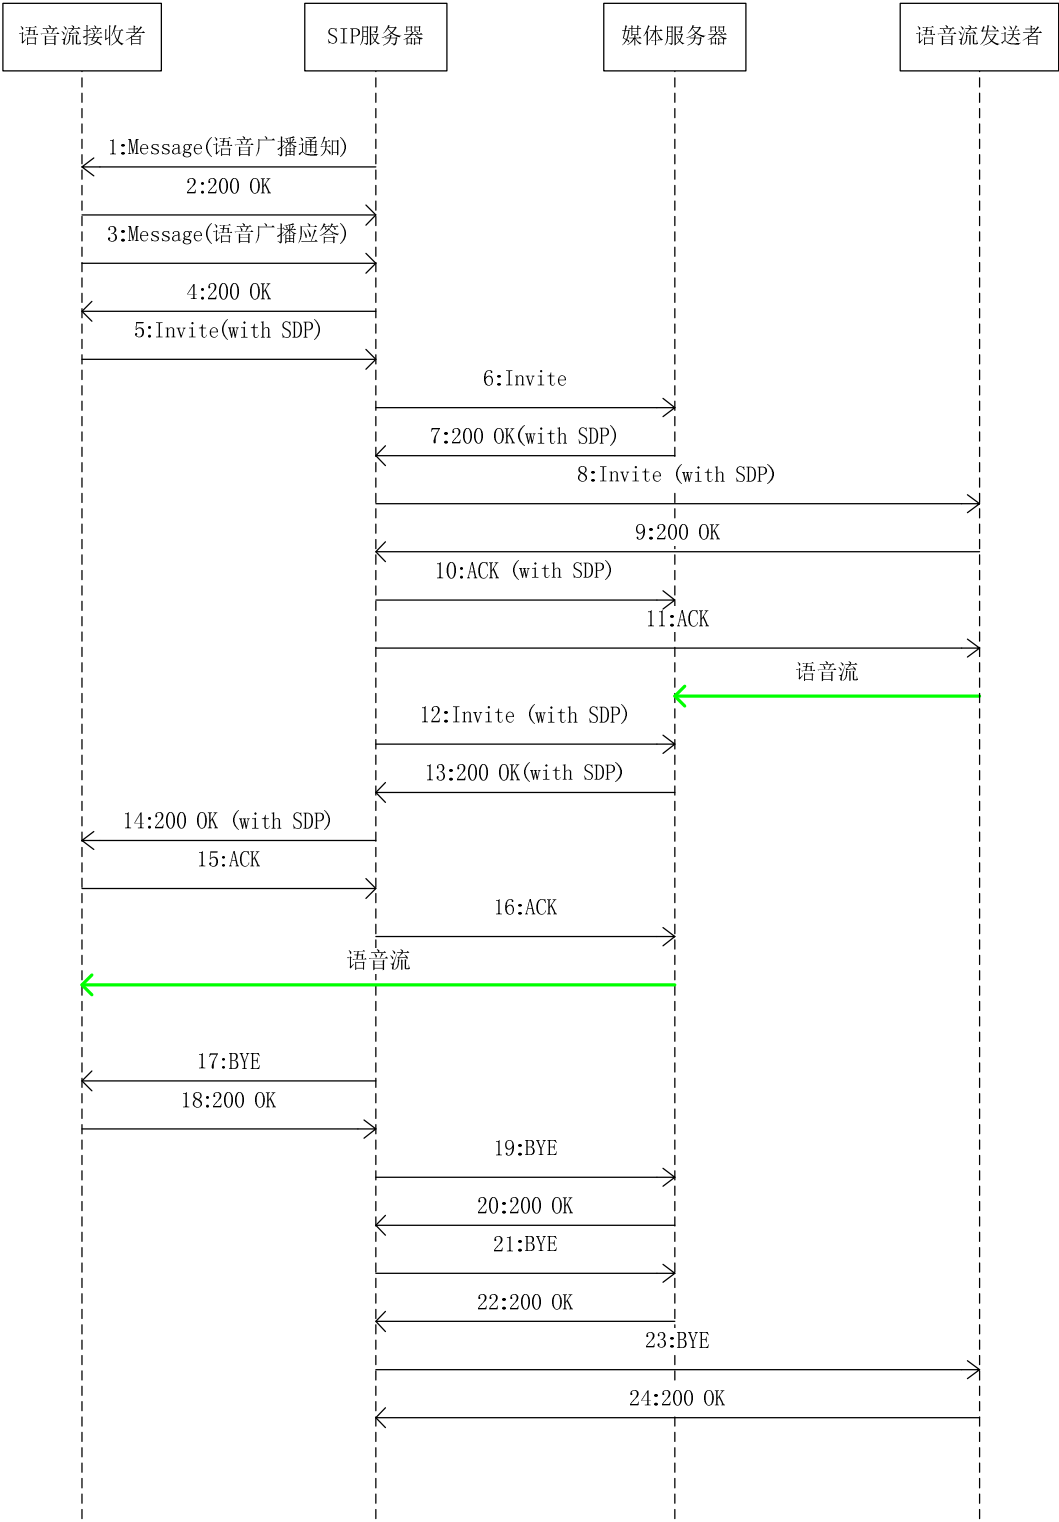 语音流接收者
SIP服务器
媒体服务器
语音流发送者
1:Message(语音广播通知)
2:200 OK
3:Message(语音广播应答)
4:200 OK
5:Invite(with SDP)
6:Invite
7:200 OK(with SDP)
8:Invite (with SDP)
9:200 OK
10:ACK (with SDP)
11:ACK
语音流
12:Invite (with SDP)
13:200 OK(with SDP)
14:200 OK (with SDP)
15:ACK
16:ACK
语音流
17:BYE
18:200 OK
19:BYE
20:200 OK
21:BYE
22:200 OK
23:BYE
24:200 OK